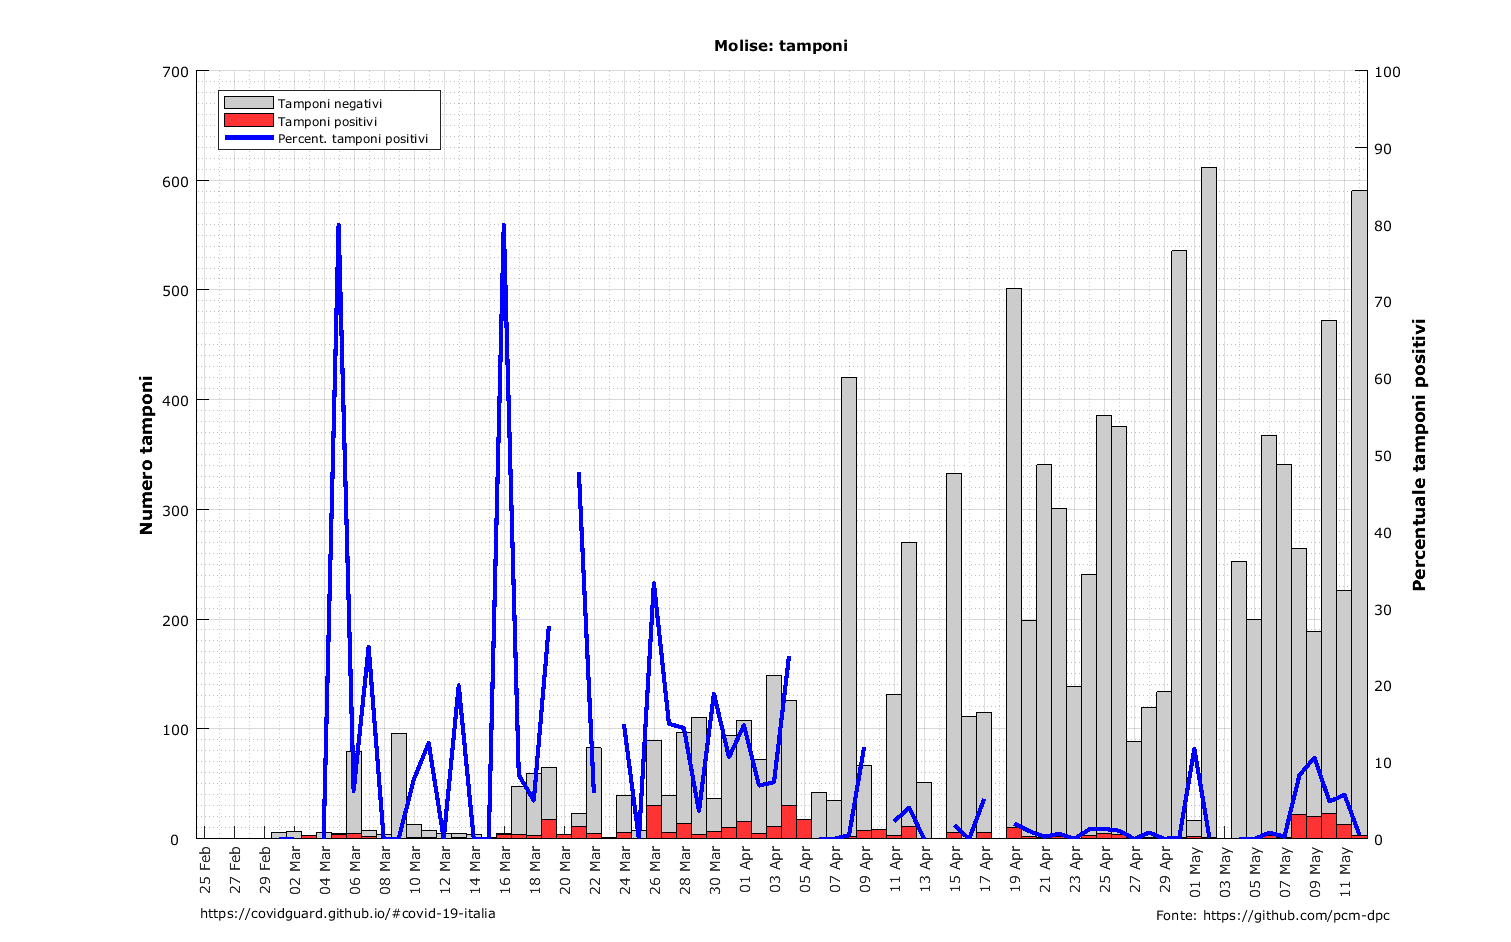 Molise: tamponi
Tamponi negativi
Tamponi positivi
Percent. tamponi positivi
Numero tamponi
700
600
500
400
300
200
100
0
Percentuale tamponi positivi
100
90
80
70
60
50
40
30
20
10
0
25 Feb
27 Feb
29 Feb
02 Mar
04 Mar
06 Mar
08 Mar
10 Mar
12 Mar
14 Mar
16 Mar
18 Mar
20 Mar
22 Mar
24 Mar
26 Mar
28 Mar
30 Mar
01 Apr
03 Apr
05 Apr
07 Apr
09 Apr
11 Apr
13 Apr
15 Apr
17 Apr
19 Apr
21 Apr
23 Apr
25 Apr
27 Apr
29 Apr
01 May
03 May
05 May
07 May
09 May
11 May
https://covidguard.github.io/#covid-19-italia
Fonte: https://github.com/pcm-dpc